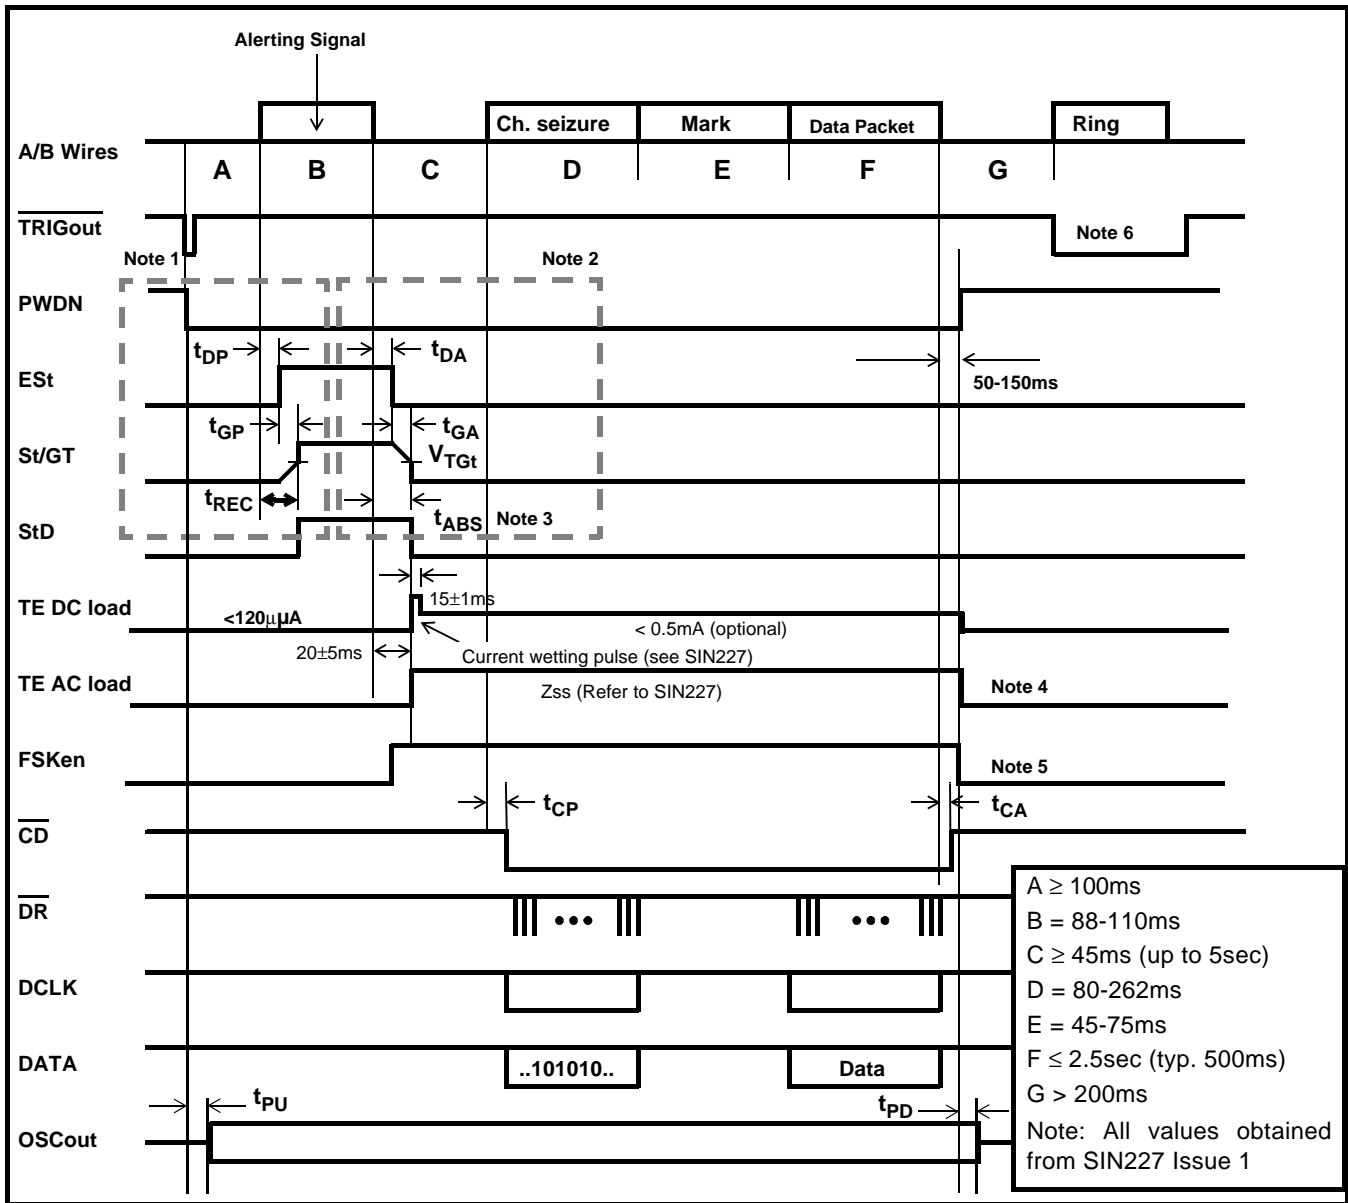 Alerting Signal
Ch. seizure
Mark
Data Packet
Ring
A/B Wires
A
B
C
D
E
F
G
TRIGout
Note 6
Note 1
Note 2
PWDN
tDP
tDA
50-150ms
ESt
tGP
tGA
St/GT
VTGt
tREC
tABS
Note 3
StD
15±1ms
TE DC load
<120µµA
< 0.5mA (optional)
20±5ms
Current wetting pulse (see SIN227)
TE AC load
Zss (Refer to SIN227)
Note 4
FSKen
Note 5
tCP
tCA
CD
DR
DCLK
DATA
..101010..
Data
tPU
tPD
OSCout
A ≥ 100ms
B = 88-110ms
C ≥ 45ms (up to 5sec)
D = 80-262ms
E = 45-75ms
F ≤ 2.5sec (typ. 500ms)
G > 200ms
Note: All values obtained
from SIN227 Issue 1